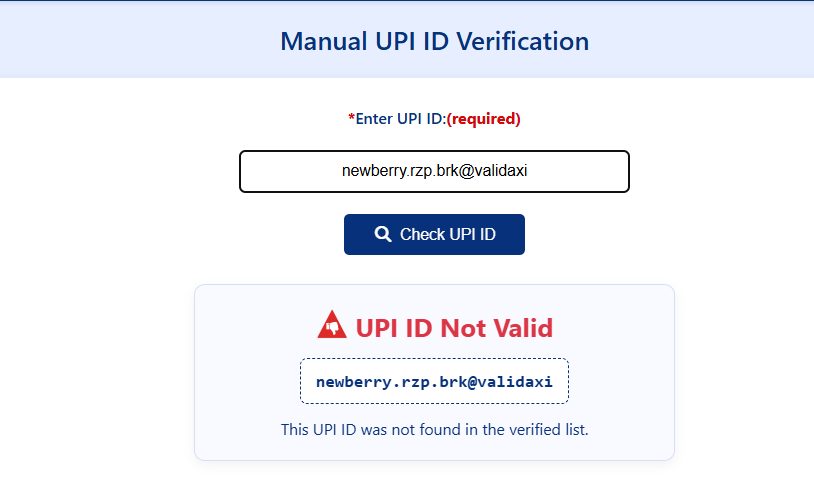 Manual UPI ID Verification
*Enter UPI ID:(required)
newberry.rzp.brk@validaxi
Check UPI ID
UPI ID Not Valid
newberry.rzp.brk@validaxi
This UPI ID was not found in the verified list.